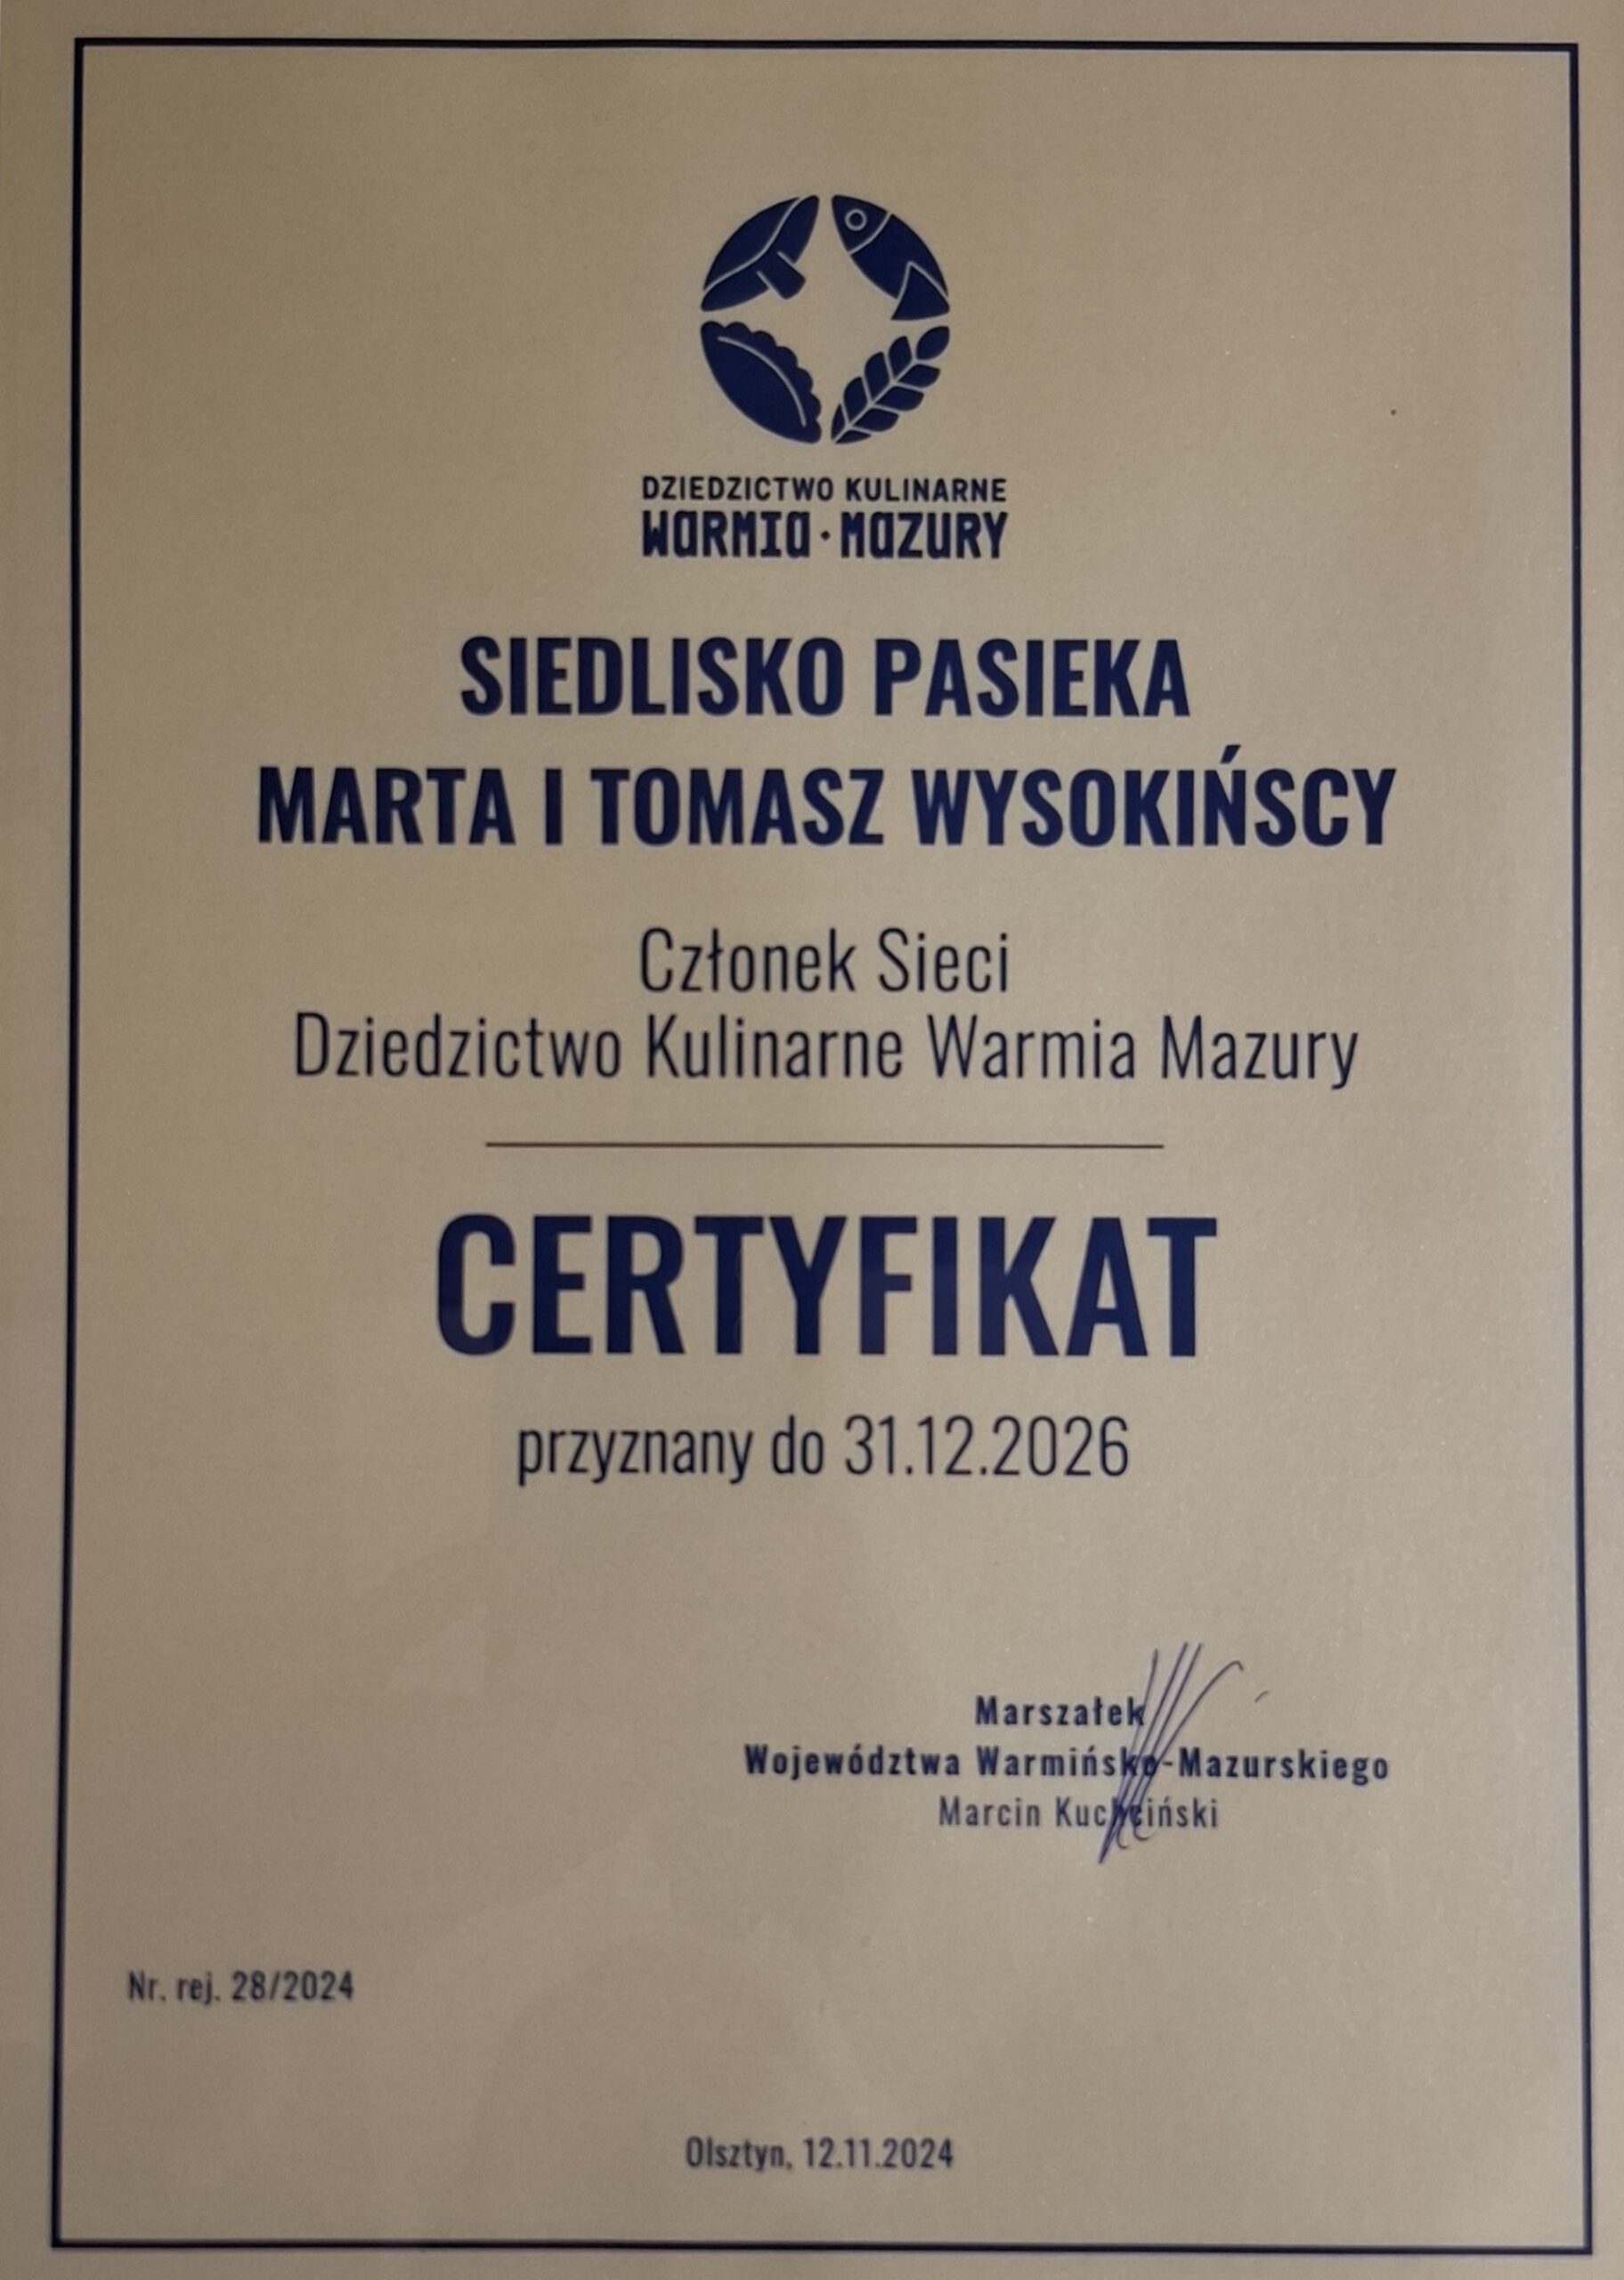 DZIEDZICTWO KULINARNE
WARMIA · MAZURY
SIEDLISKO PASIEKA
MARTA I TOMASZ WYSOKIŃSCY
Członek Sieci
Dziedzictwo Kulinarne Warmia Mazury
CERTYFIKAT
przyznany do 31.12.2026
Marszałek
Województwa Warmińsko-Mazurskiego
Marcin Kuchciński
Nr. rej. 28/2024
Olsztyn, 12.11.2024